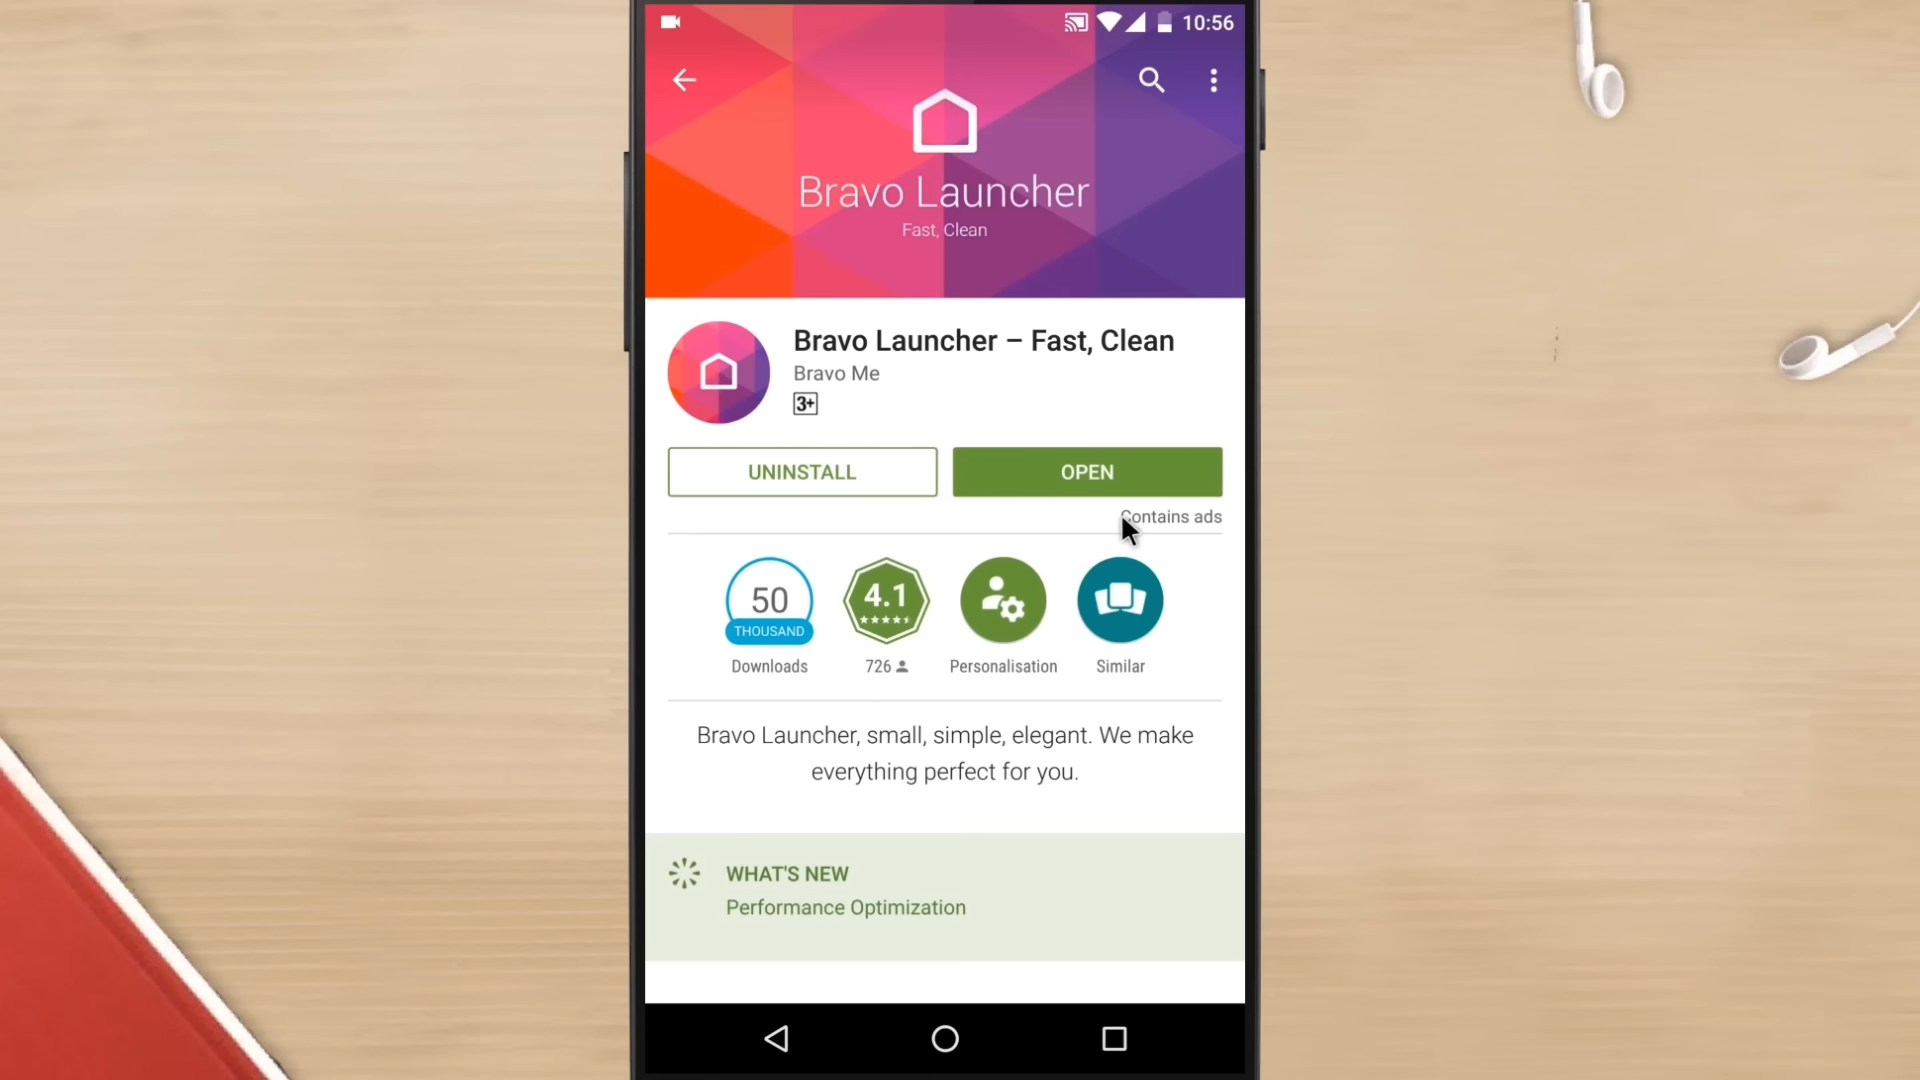 10:56
Bravo Launcher
Fast, Clean
Bravo Launcher – Fast, Clean
Bravo Me
3+
UNINSTALL
OPEN
Contains ads
50
THOUSAND
4.1
Downloads
726
Personalisation
Similar
Bravo Launcher, small, simple, elegant. We make
everything perfect for you.
WHAT'S NEW
Performance Optimization